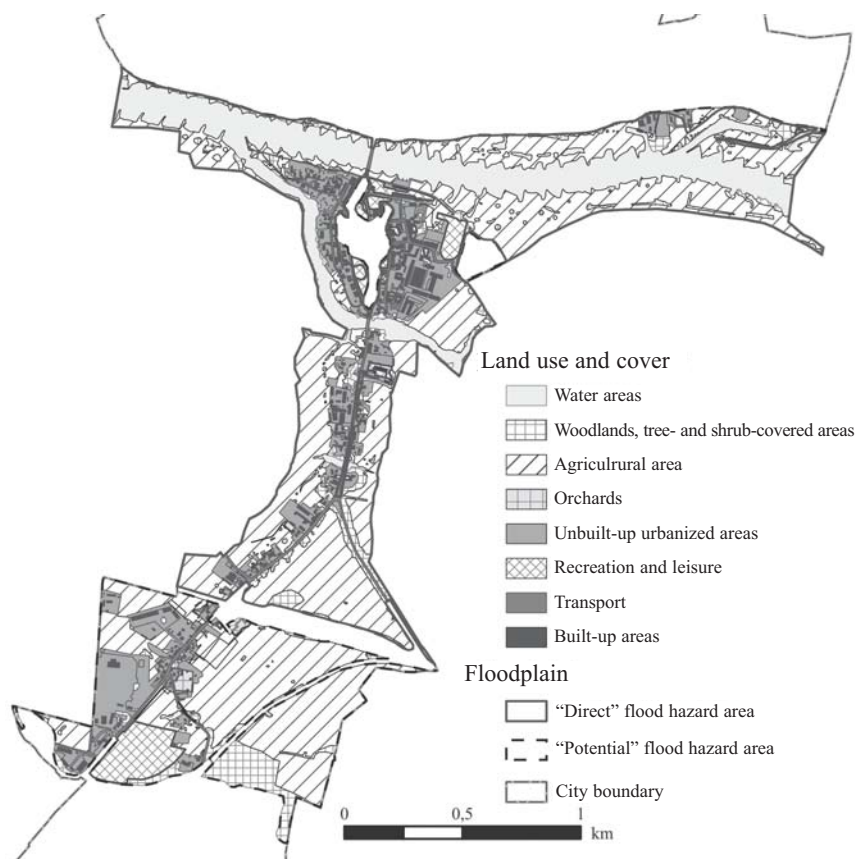 Land use and cover
Water areas
Woodlands, tree- and shrub-covered areas
Agriclrural area
Orchards
Unbuilt-up urbanized areas
Recreation and leisure
Transport
Built-up areas
Floodplain
“Direct” flood hazard area
“Potential” flood hazard area
City boundary
0 0,5 1
km